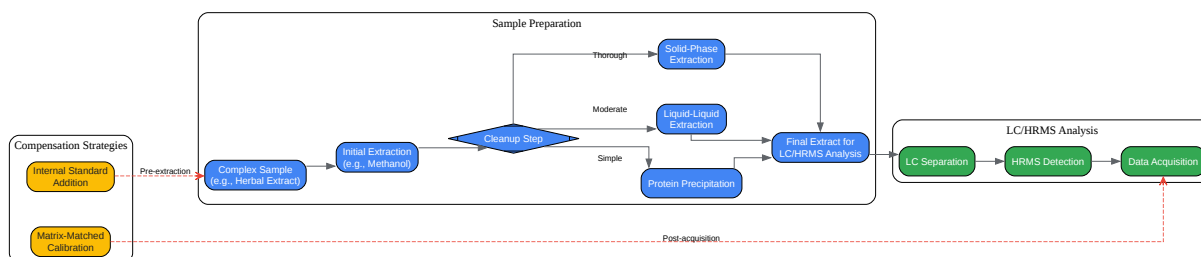 Sample Preparation
Thorough
Solid-Phase
Extraction
Moderate
Liquid-Liquid
Extraction
Cleanup Step
Simple
Protein Precipitation
Initial Extraction
(e.g., Methanol)
Complex Sample
(e.g., Herbal Extract)
Final Extract for
LC/HRMS Analysis
Compensation Strategies
Internal Standard
Addition
Pre-extraction
Matrix-Matched
Calibration
Post-acquisition
LC/HRMS Analysis
LC Separation
HRMS Detection
Data Acquisition